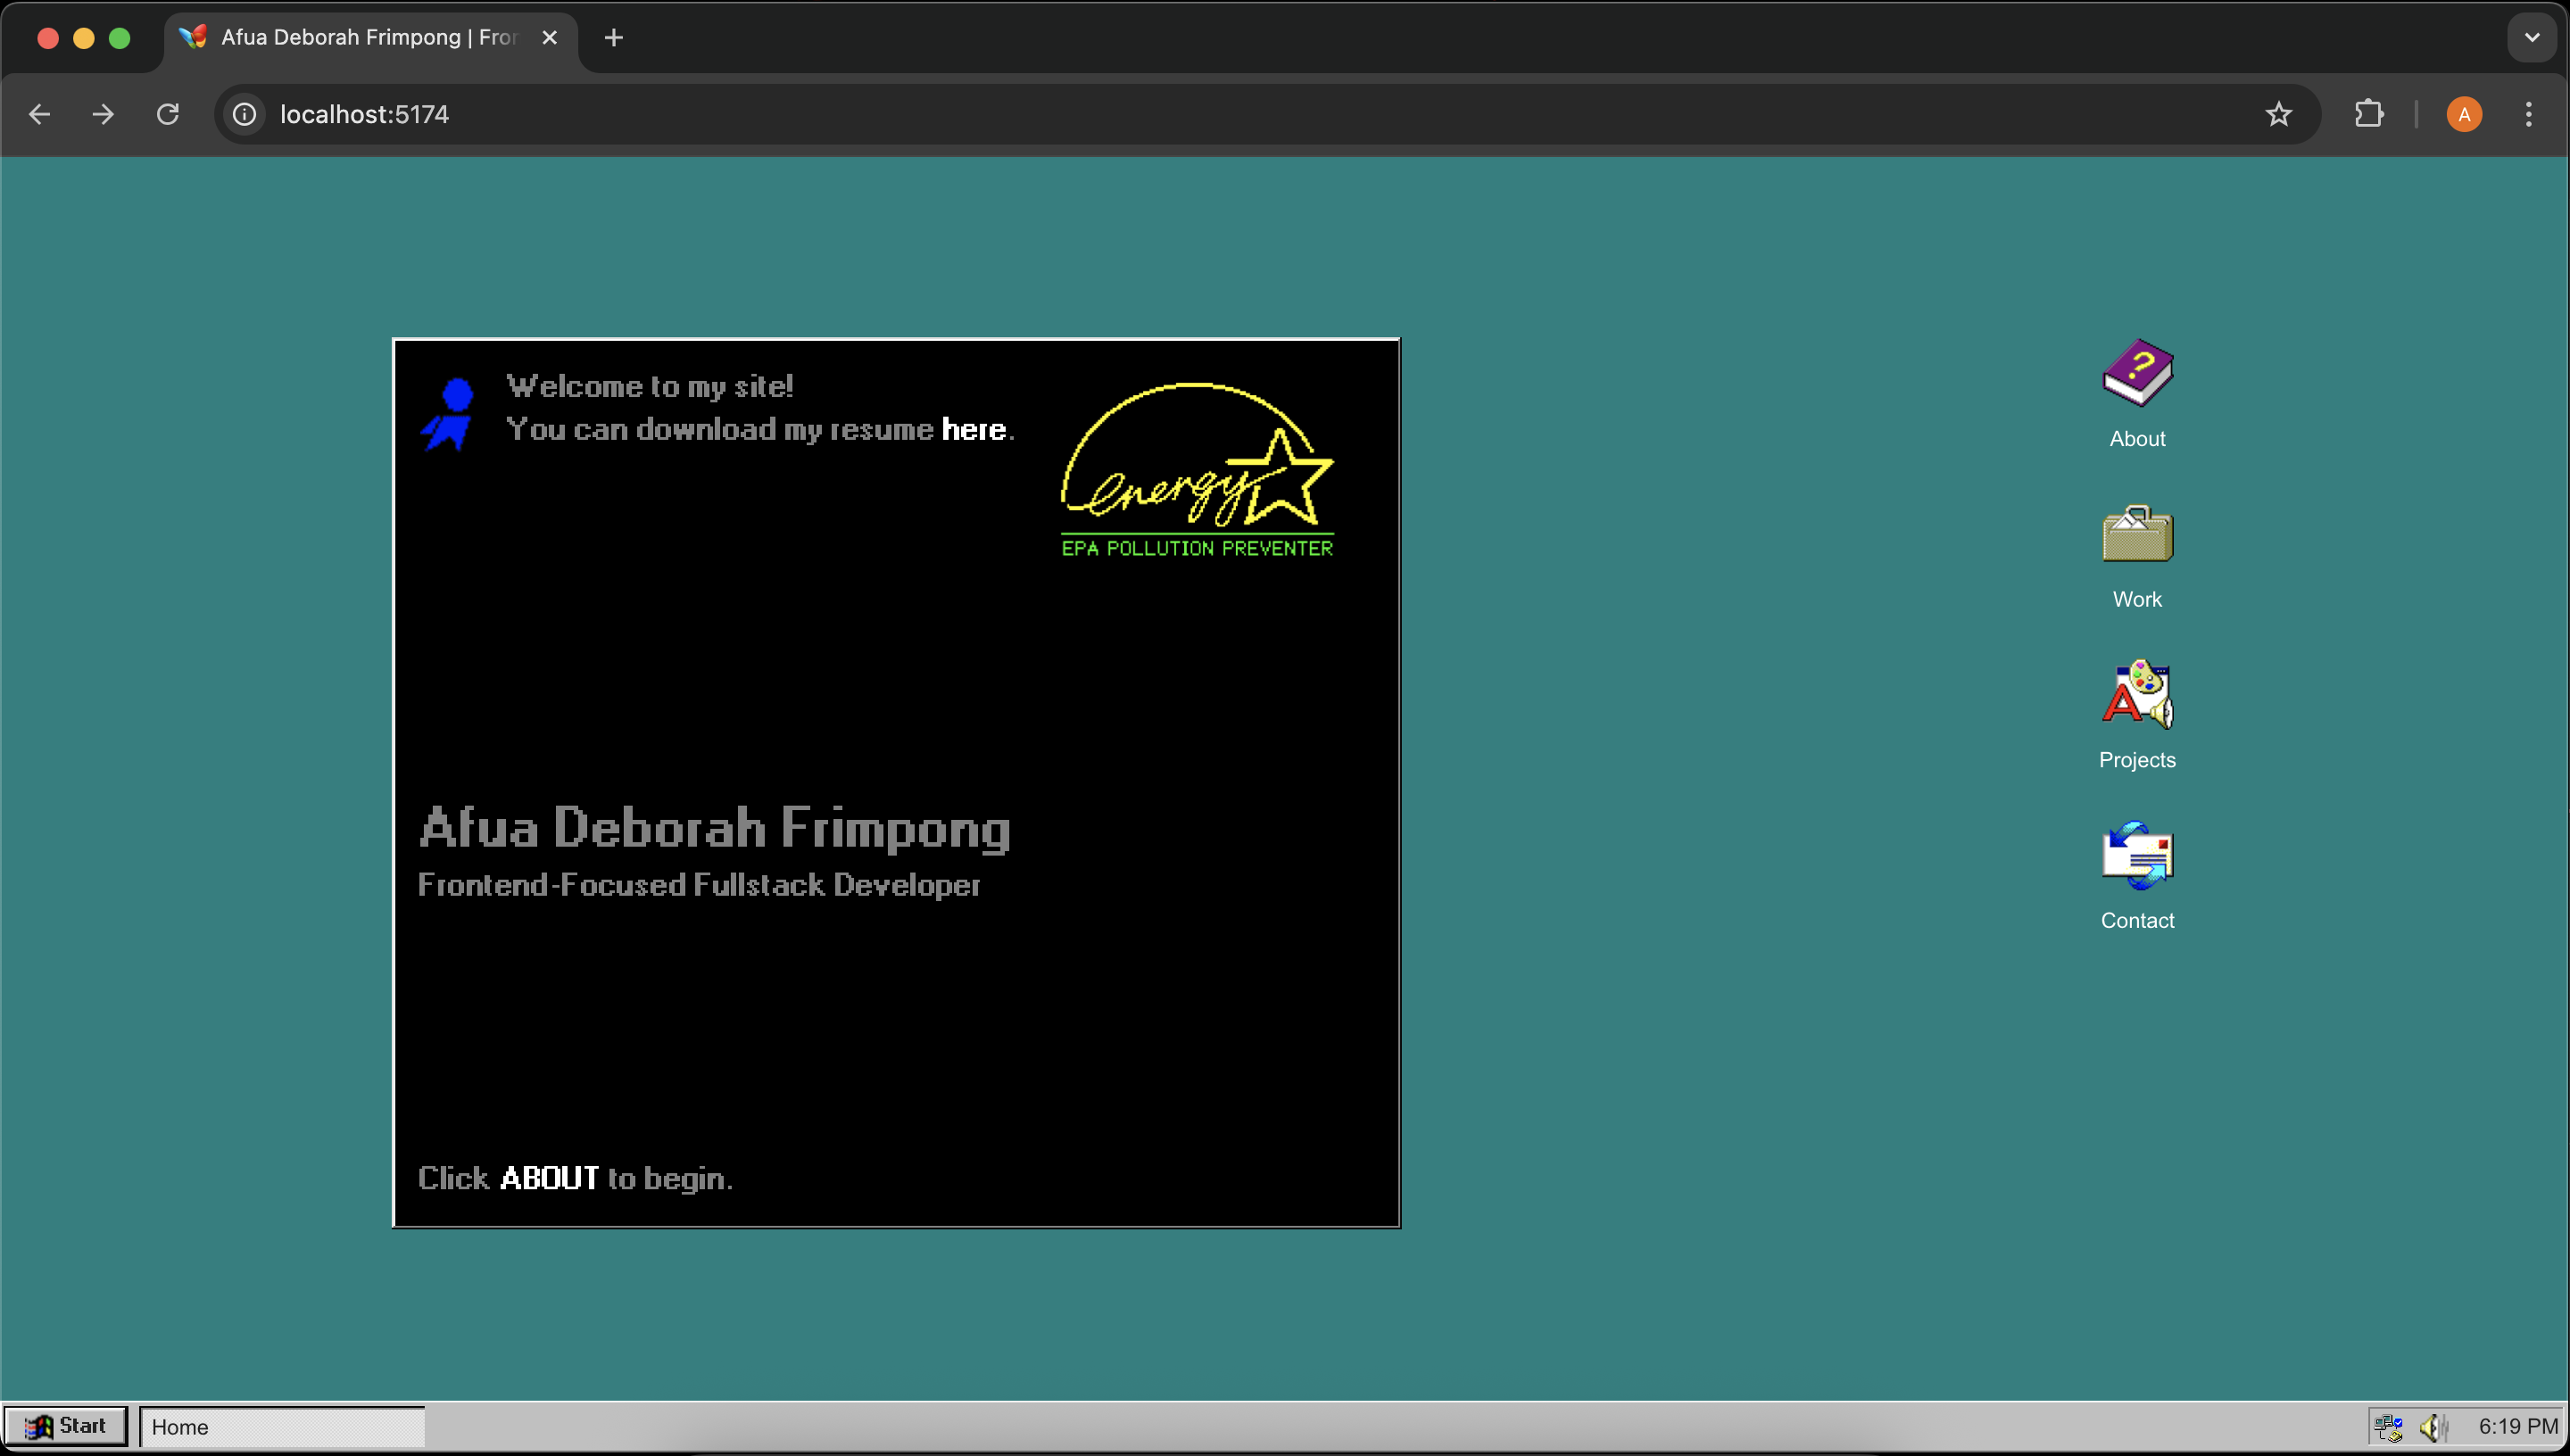 Afua Deborah Frimpong | Fron
localhost:5174
Welcome to my site!
You can download my resume here.
energy
EPA POLLUTION PREVENTER
Afua Deborah Frimpong
Frontend-Focused Fullstack Developer
Click ABOUT to begin.
About
Work
Projects
Contact
A
Start
Home
6:19 PM